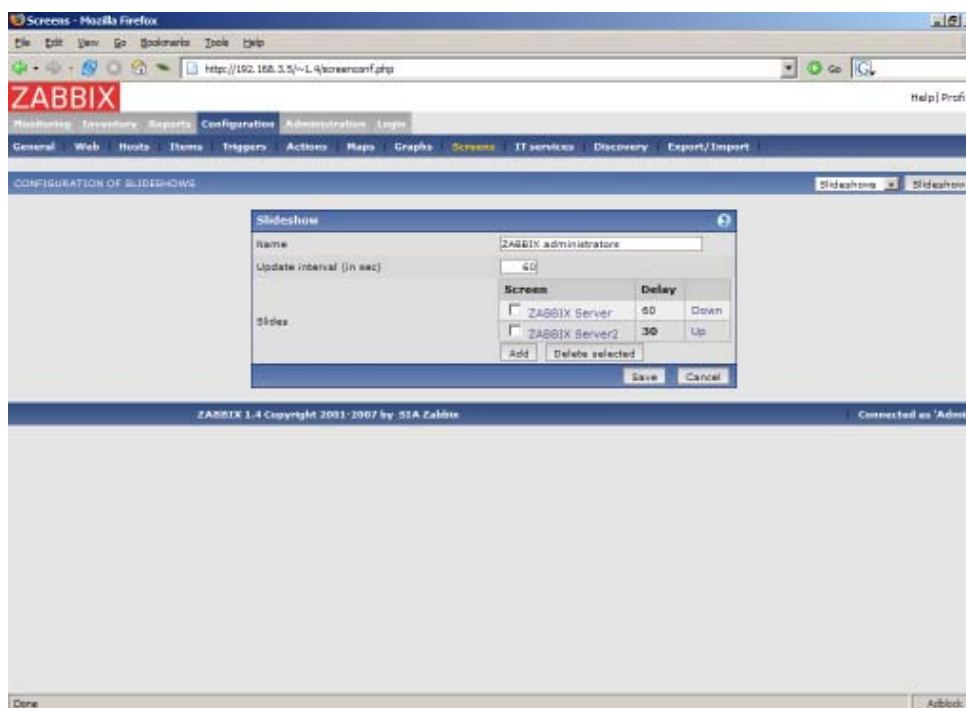 Screens - Mozilla Firefox
File Edit View Go Bookmarks Tools Help
http://192.168.3.5/~1.4/screenconf.php
Go
ZABBIX
Help | Profi
Monitoring Inventory Reports Configuration Administration Login
General Web Hosts Items Triggers Actions Maps Graphs Screens IT services Discovery Export/Import
CONFIGURATION OF SLIDESHOWS Slideshows Slideshow
Slideshow
Name ZABBIX administrators
Update interval (in sec) 60
Slides
Screen Delay
ZABBIX Server 60 Down
ZABBIX Server2 30 Up
Add Delete selected
Save Cancel
ZABBIX 1.4 Copyright 2001-2007 by SIA Zabbix Connected as 'Admi
Done Adblock